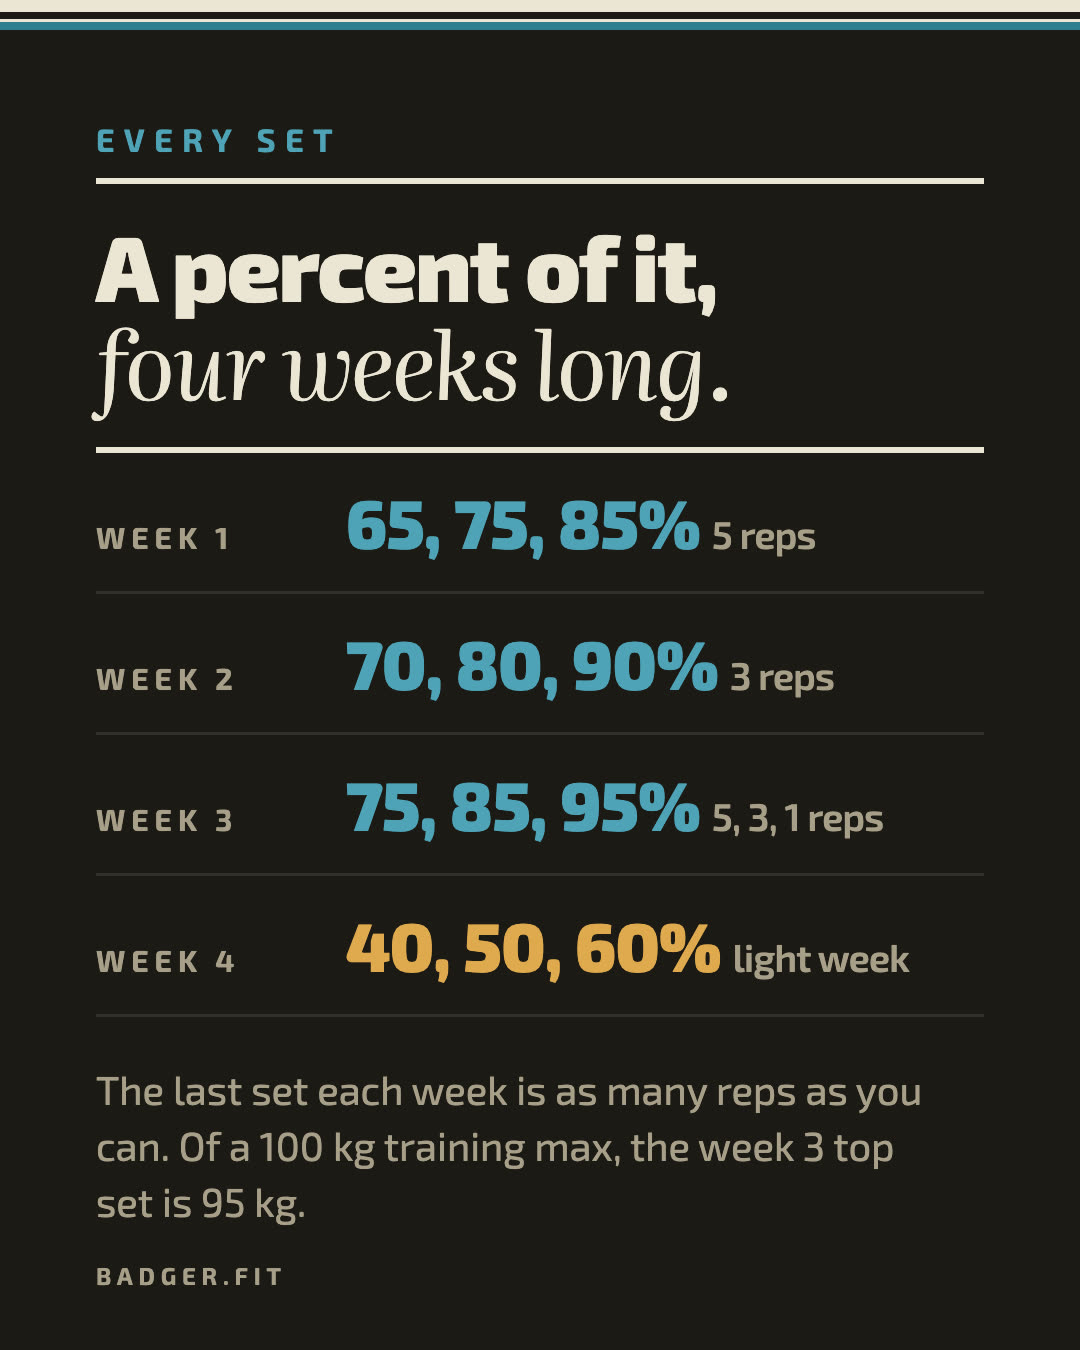 EVERY SET
A percent of it,
four weeks long.
WEEK 1 65, 75, 85% 5 reps
WEEK 2 70, 80, 90% 3 reps
WEEK 3 75, 85, 95% 5, 3, 1 reps
WEEK 4 40, 50, 60% light week
The last set each week is as many reps as you
can. Of a 100 kg training max, the week 3 top
set is 95 kg.
BADGER.FIT